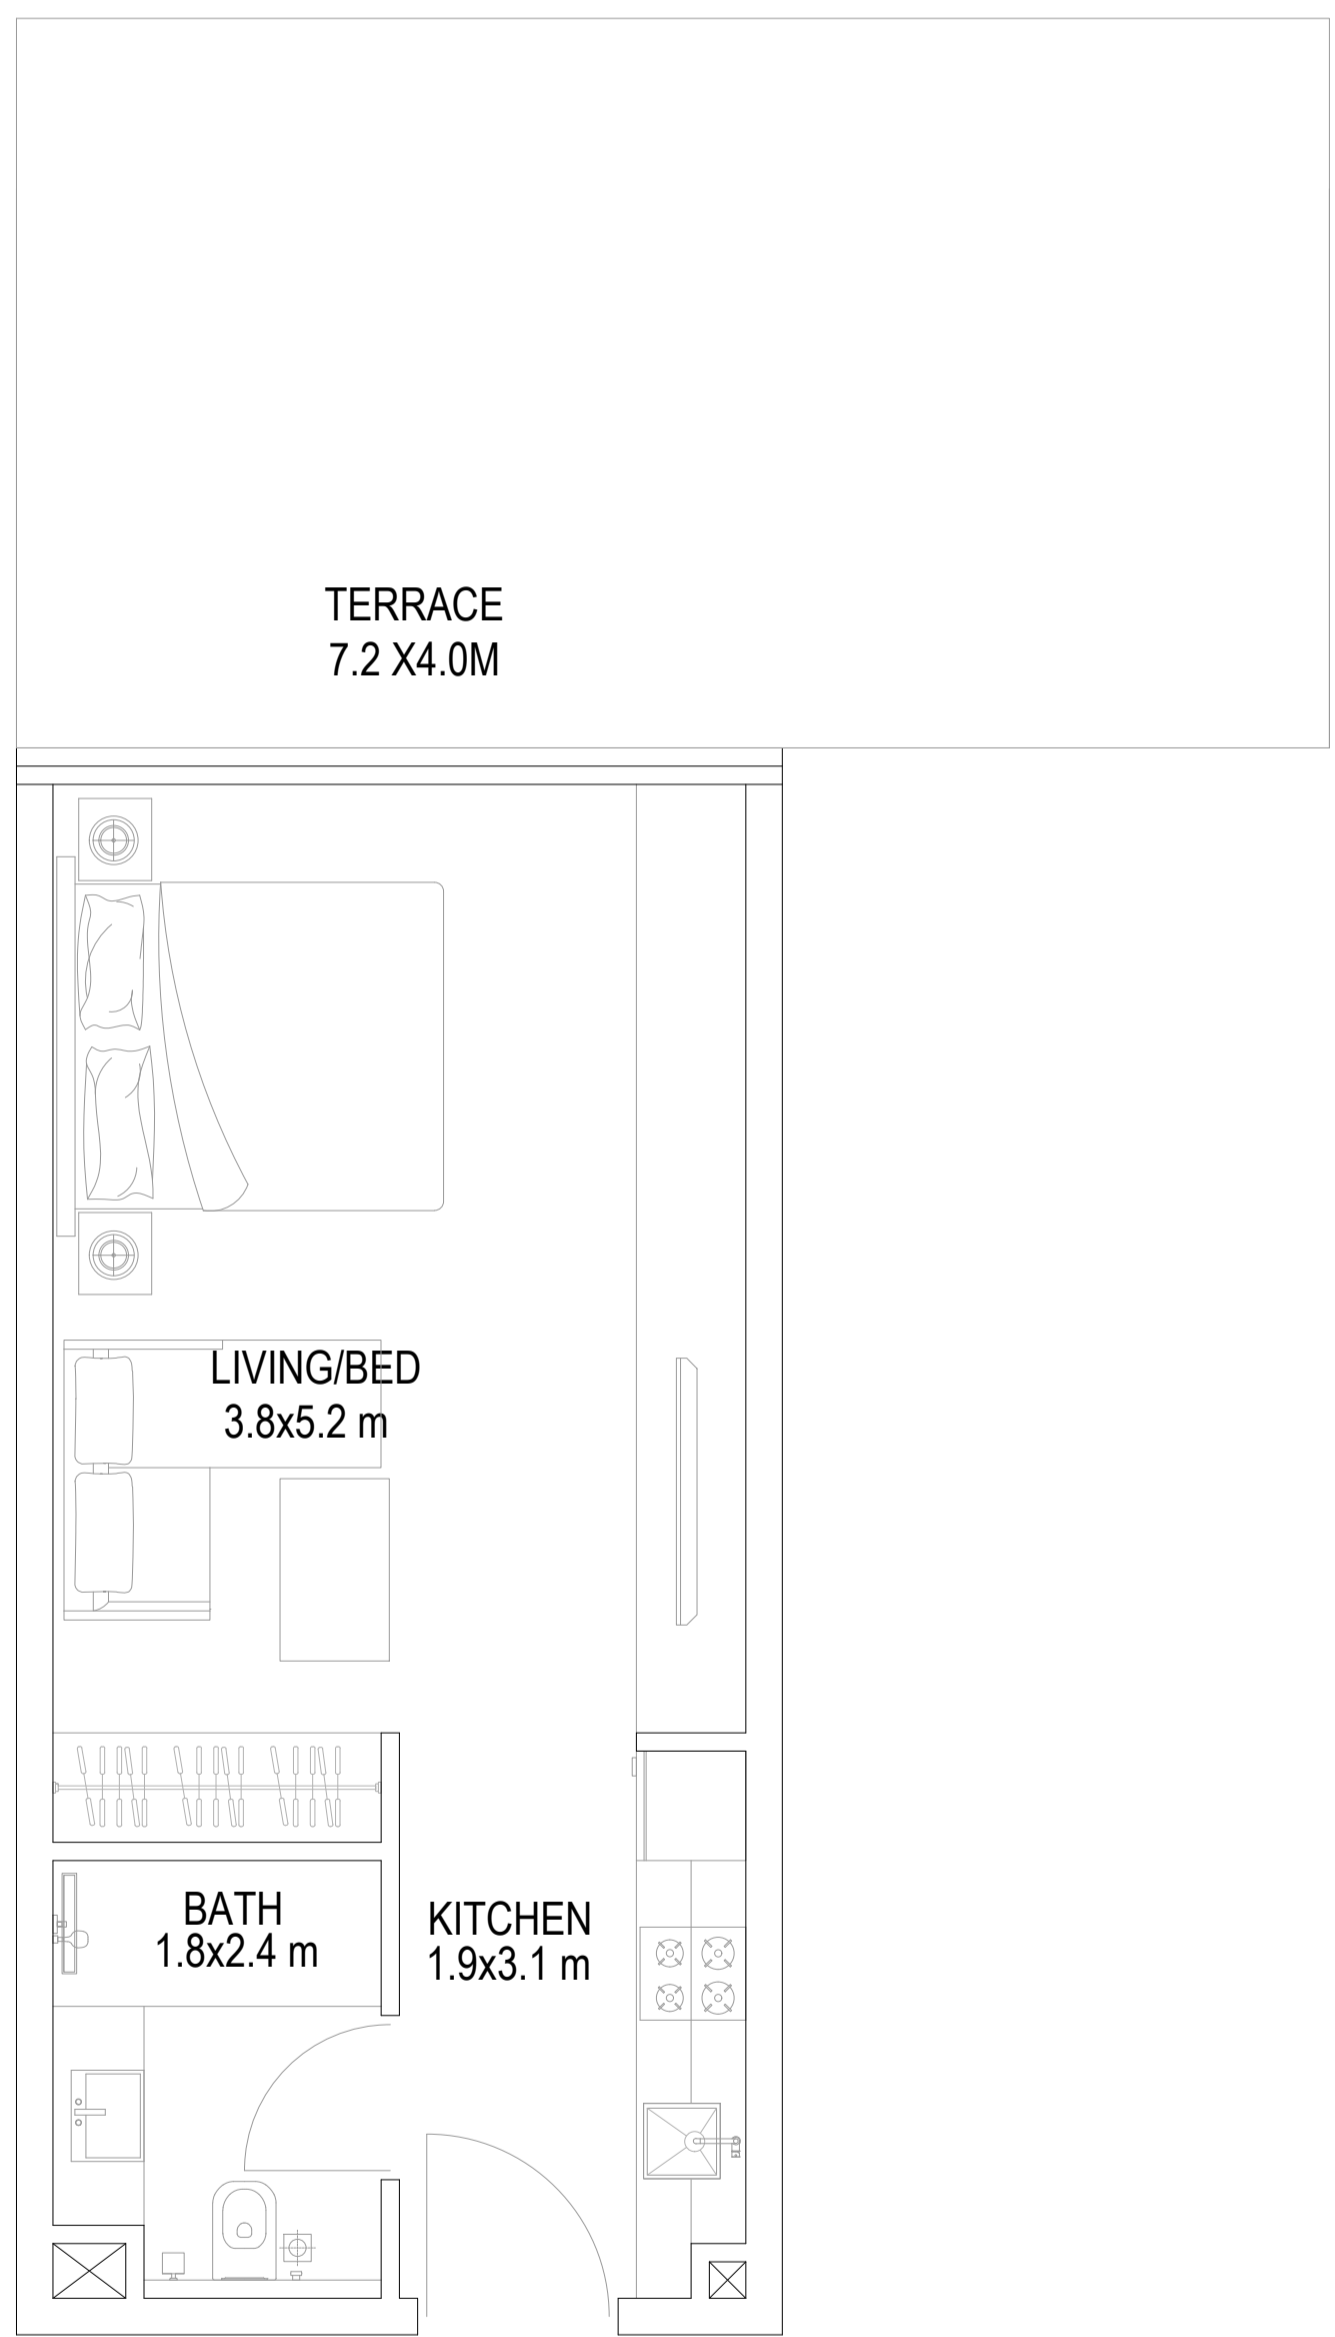 TERRACE
7.2 X4.0M
LIVING/BED
3.8x5.2 m
BATH
1.8x2.4 m
KITCHEN
1.9x3.1 m